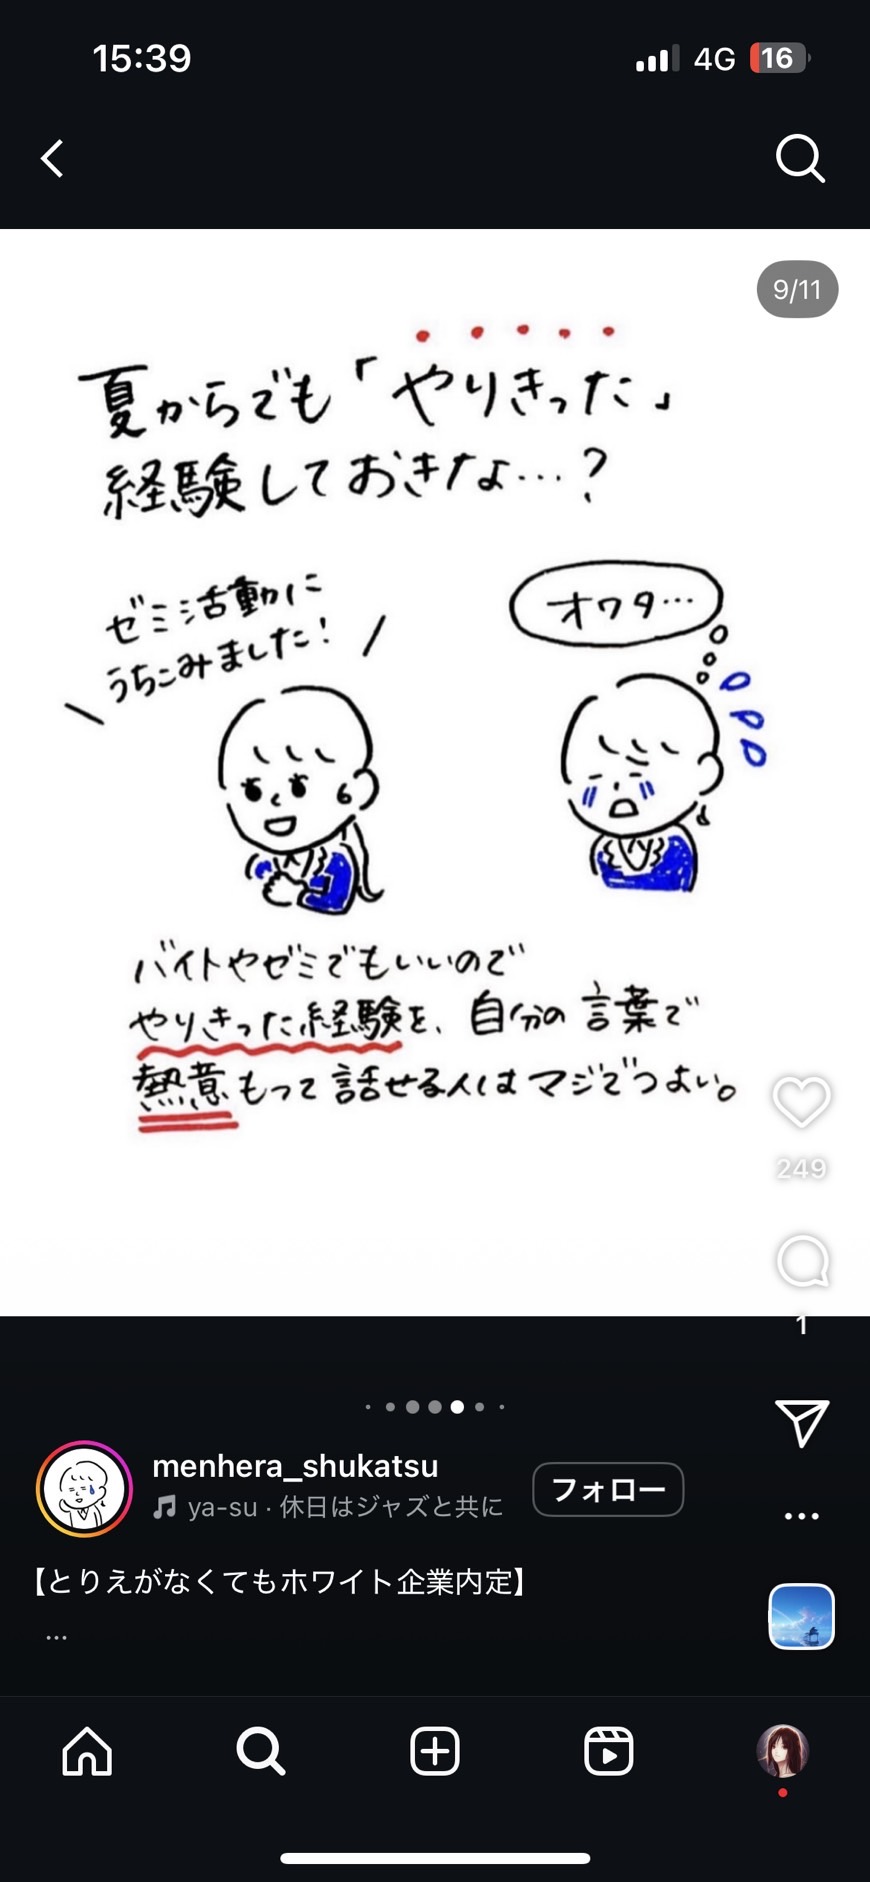 15:39
4G
16
9/11
夏からでも「やりきった」
経験しておきなよ…?
ゼミ活動に
うちこみました!
オワタ…
バイトやゼミでもいいので
やりきった経験を、自分の言葉で
熱意もって話せる人はマジでつよい。
249
1
menhera_shukatsu
ya-su · 休日はジャズと共に
フォロー
【とりえがなくてもホワイト企業内定】
...